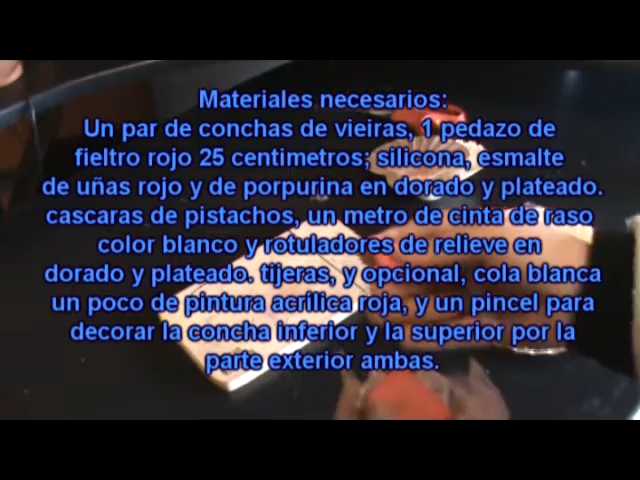 Materiales necesarios:
Un par de conchas de vieiras, 1 pedazo de
fieltro rojo 25 centimetros; silicona, esmalte
de uñas rojo y de porpurina en dorado y plateado.
cascaras de pistachos, un metro de cinta de raso
color blanco y rotuladores de relieve en
dorado y plateado. tijeras, y opcional, cola blanca
un poco de pintura acrílica roja, y un pincel para
decorar la concha inferior y la superior por la
parte exterior ambas.